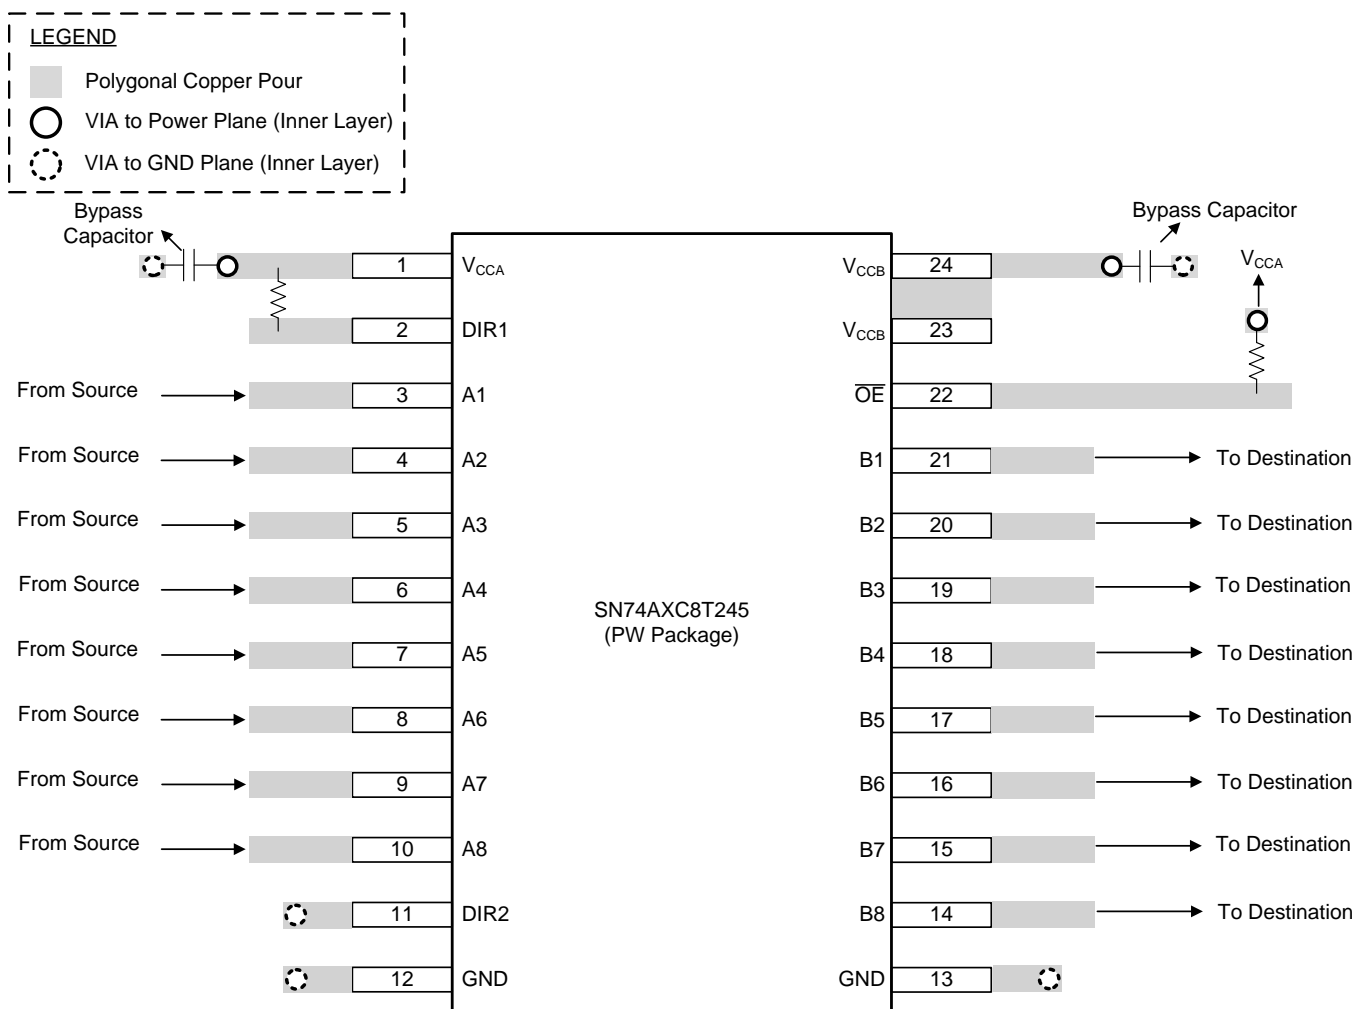 LEGEND
Polygonal Copper Pour
VIA to Power Plane (Inner Layer)
VIA to GND Plane (Inner Layer)
Bypass
Capacitor
Bypass Capacitor
VCCA
1 VCCA
VCCB 24
2 DIR1
VCCB 23
From Source 3 A1
OE 22
From Source 4 A2
B1 21 To Destination
From Source 5 A3
B2 20 To Destination
From Source 6 A4
B3 19 To Destination
SN74AXC8T245
(PW Package)
From Source 7 A5
B4 18 To Destination
From Source 8 A6
B5 17 To Destination
From Source 9 A7
B6 16 To Destination
From Source 10 A8
B7 15 To Destination
11 DIR2
B8 14 To Destination
12 GND
GND 13